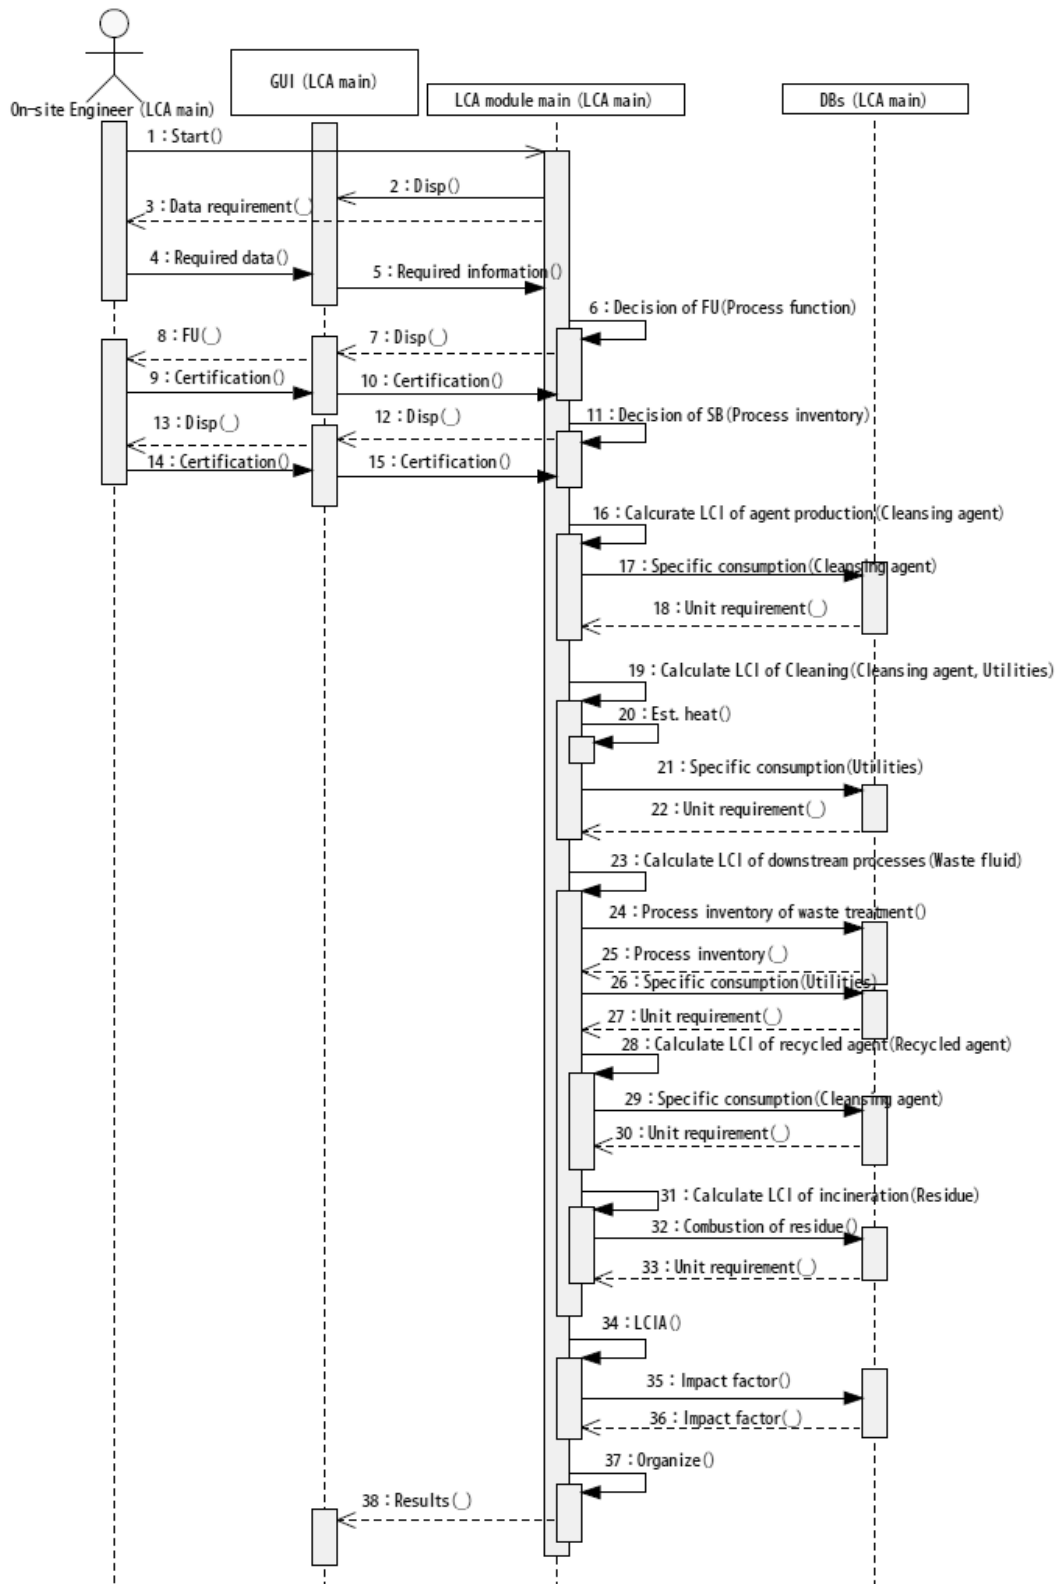 On-site Engineer (LCA main)
GUI (LCA main)
LCA module main (LCA main)
DBs (LCA main)
1 : Start()
2 : Disp()
3 : Data requirement(_)
4 : Required data()
5 : Required information()
6 : Decision of FU(Process function)
7 : Disp(_)
8 : FU(_)
9 : Certification()
10 : Certification()
11 : Decision of SB(Process inventory)
12 : Disp(_)
13 : Disp(_)
14 : Certification()
15 : Certification()
16 : Calcurate LCI of agent production(Cleansing agent)
17 : Specific consumption(Cleansing agent)
18 : Unit requirement(_)
19 : Calculate LCI of Cleaning(Cleansing agent, Utilities)
20 : Est. heat()
21 : Specific consumption(Utilities)
22 : Unit requirement(_)
23 : Calculate LCI of downstream processes(Waste fluid)
24 : Process inventory of waste treatment()
25 : Process inventory(_)
26 : Specific consumption(Utilities)
27 : Unit requirement(_)
28 : Calculate LCI of recycled agent(Recycled agent)
29 : Specific consumption(Cleansing agent)
30 : Unit requirement(_)
31 : Calculate LCI of incineration(Residue)
32 : Combustion of residue()
33 : Unit requirement(_)
34 : LCIA()
35 : Impact factor()
36 : Impact factor(_)
37 : Organize()
38 : Results(_)